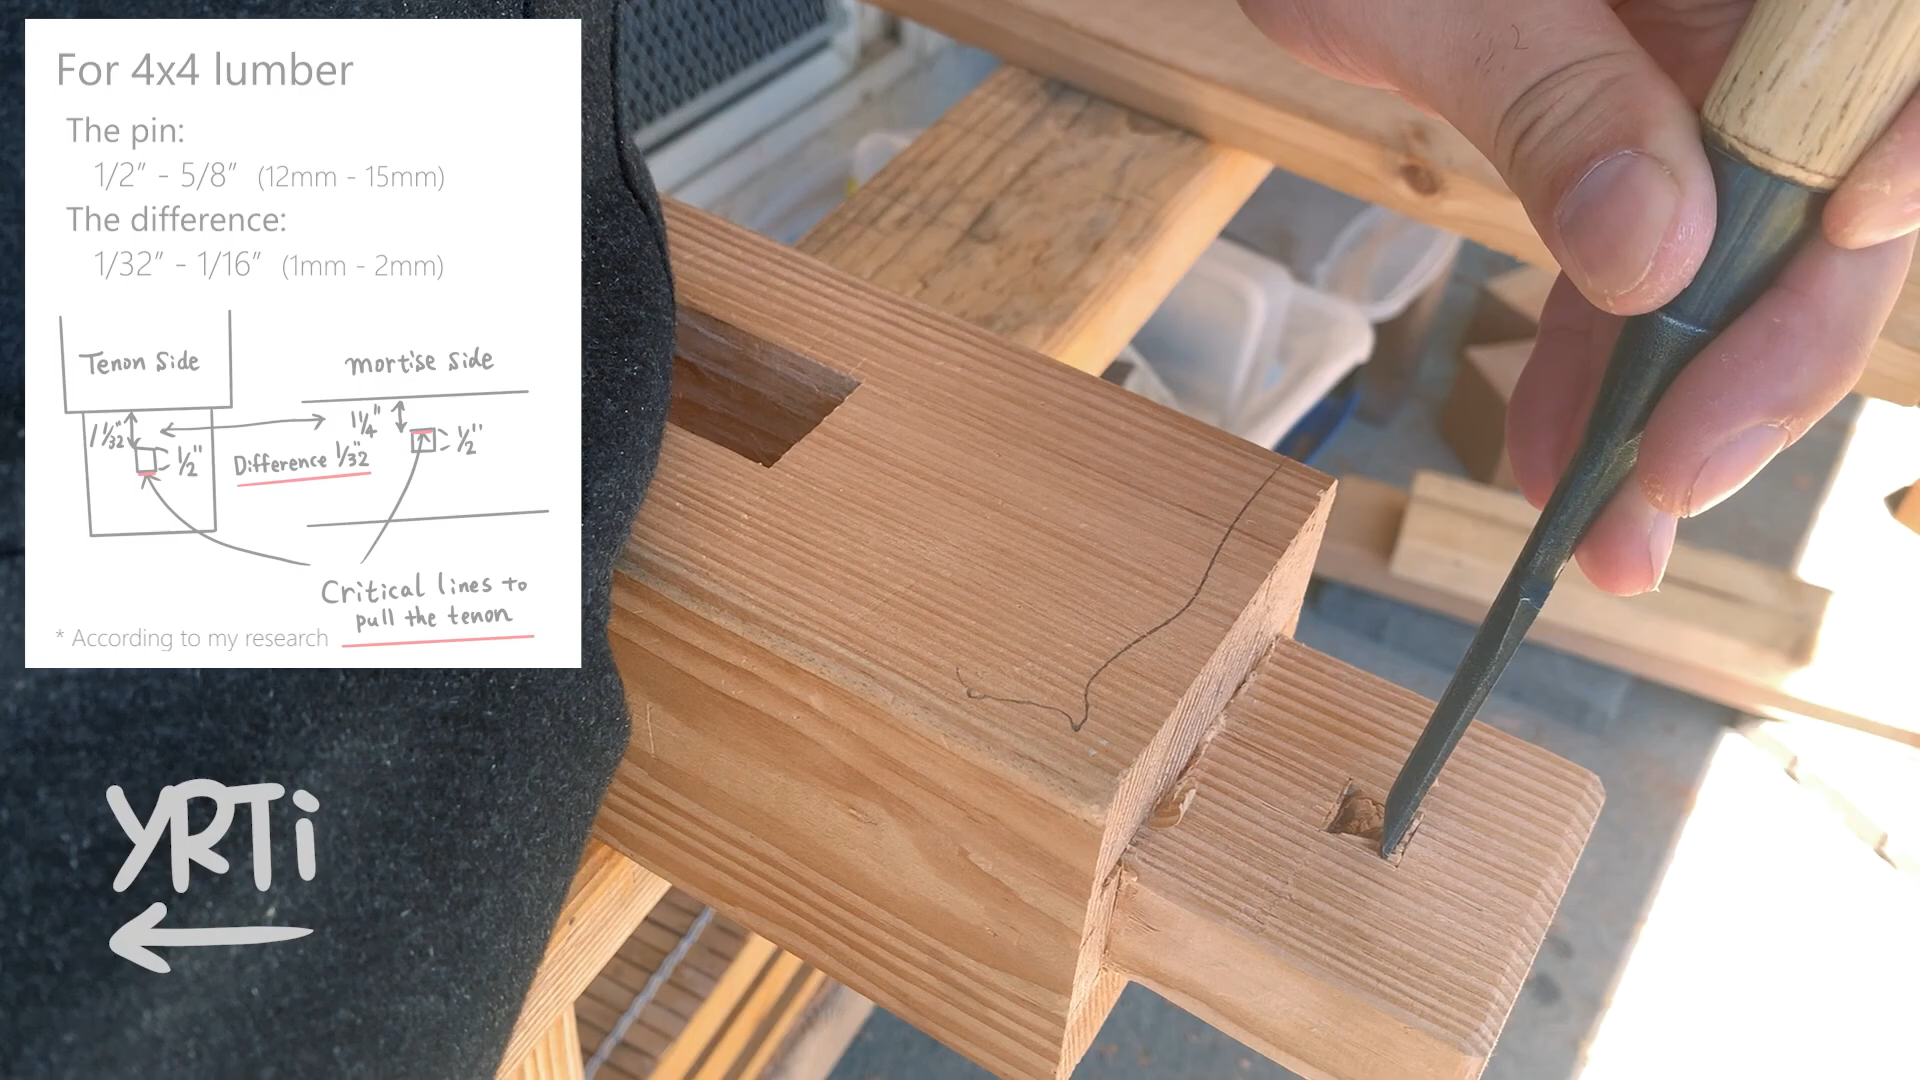 For 4x4 lumber
The pin:
1/2” - 5/8” (12mm - 15mm)
The difference:
1/32” - 1/16” (1mm - 2mm)
Tenon Side
mortise side
1 1/32"
1/2"
Difference 1/32"
1 1/4"
1/2"
Critical lines to
pull the tenon
* According to my research
YRTi